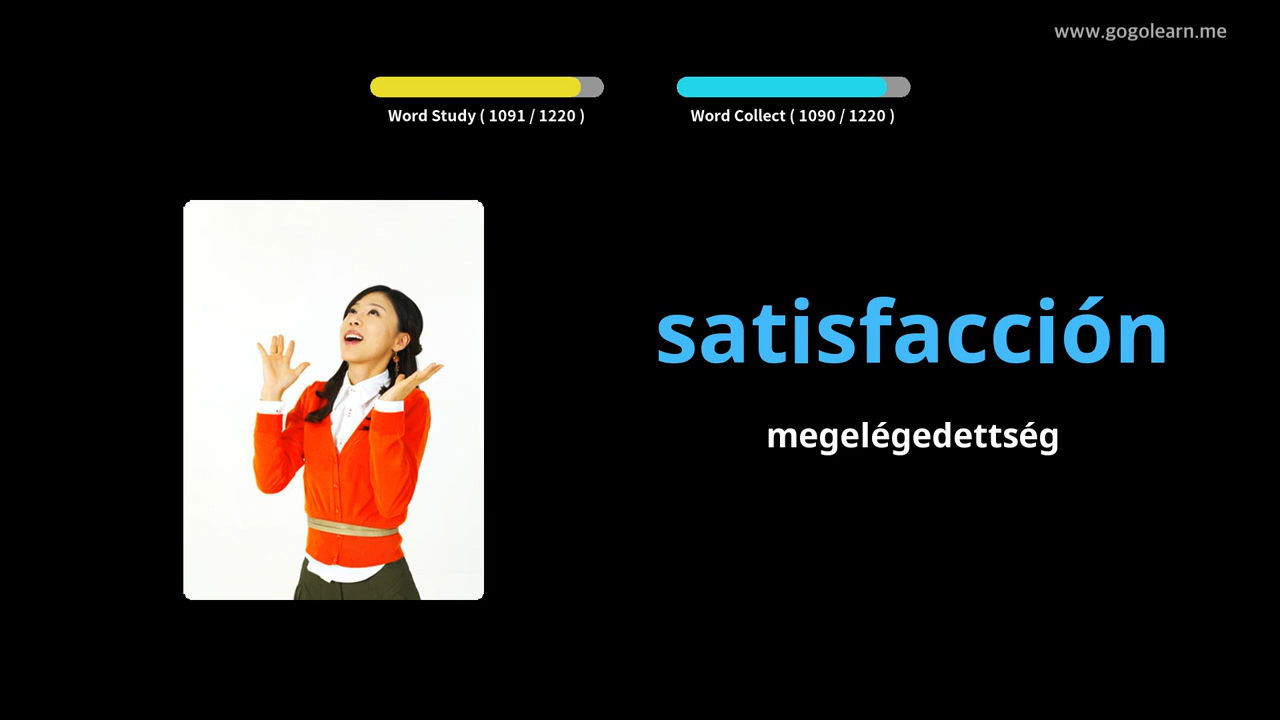 www.gogolearn.me
Word Study ( 1091 / 1220 )
Word Collect ( 1090 / 1220 )
satisfacción
megelégedettség